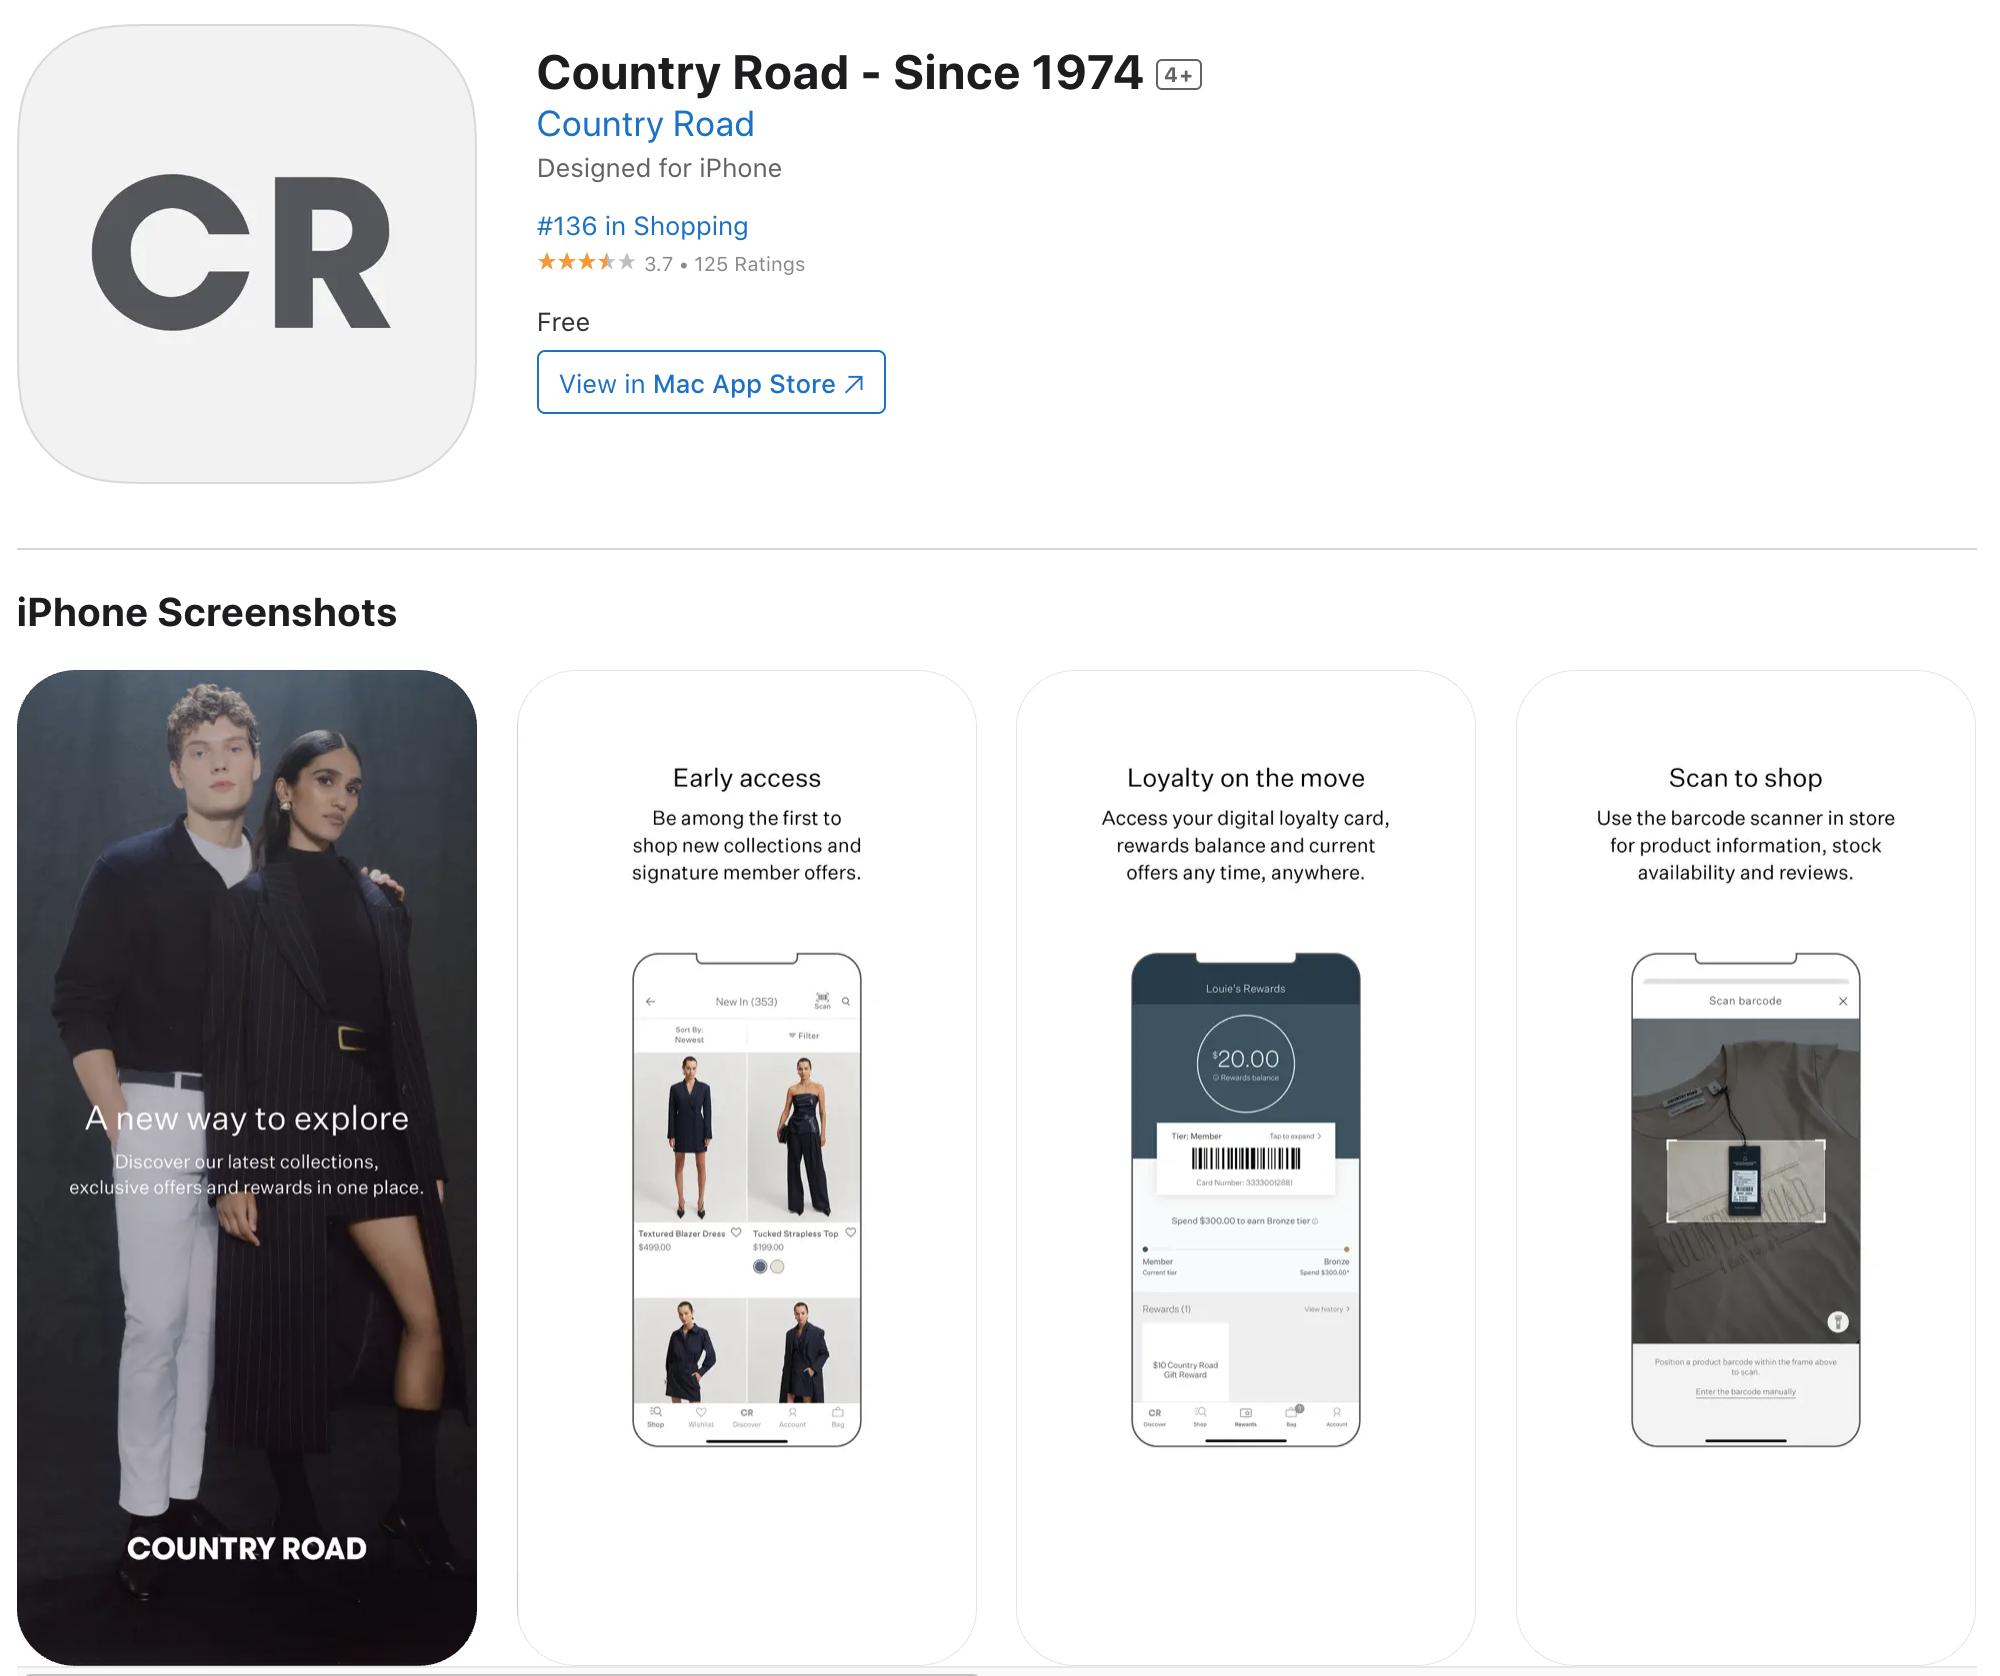 CR
Country Road - Since 1974 4+
Country Road
Designed for iPhone
#136 in Shopping
3.7 • 125 Ratings
Free
View in Mac App Store
iPhone Screenshots
A new way to explore
Discover our latest collections,
exclusive offers and rewards in one place.
COUNTRY ROAD
Early access
Be among the first to
shop new collections and
signature member offers.
New In (353)
Scan
Sort By:
Newest
Filter
Textured Blazer Dress
$499.00
Tucked Strapless Top
$199.00
Shop Wishlist CR Discover Account Bag
Loyalty on the move
Access your digital loyalty card,
rewards balance and current
offers any time, anywhere.
Louie's Rewards
$20.00
Rewards balance
Tier: Member Tap to expand
Card Number: 33330012881
Spend $300.00 to earn Bronze tier
Member Bronze
Current tier Spend $300.00*
Rewards (1) View history
$10 Country Road
Gift Reward
CR Discover Shop Rewards Bag Account
Scan to shop
Use the barcode scanner in store
for product information, stock
availability and reviews.
Scan barcode
COUNTRY ROAD
COUNTRY ROAD
Position a product barcode within the frame above
to scan.
Enter the barcode manually